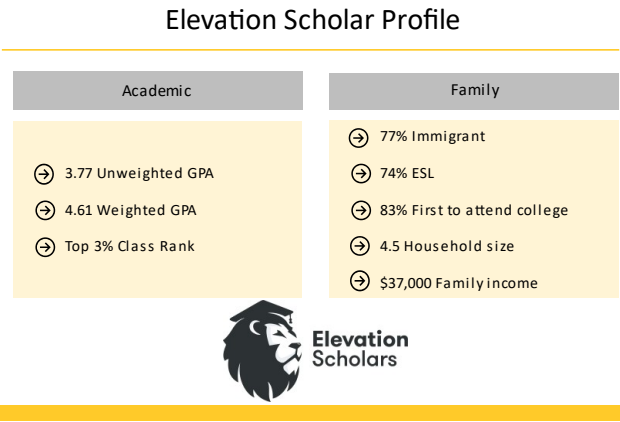 Elevation Scholar Profile
Academic
3.77 Unweighted GPA
4.61 Weighted GPA
Top 3% Class Rank
Family
77% Immigrant
74% ESL
83% First to attend college
4.5 Household size
$37,000 Family income
Elevation
Scholars